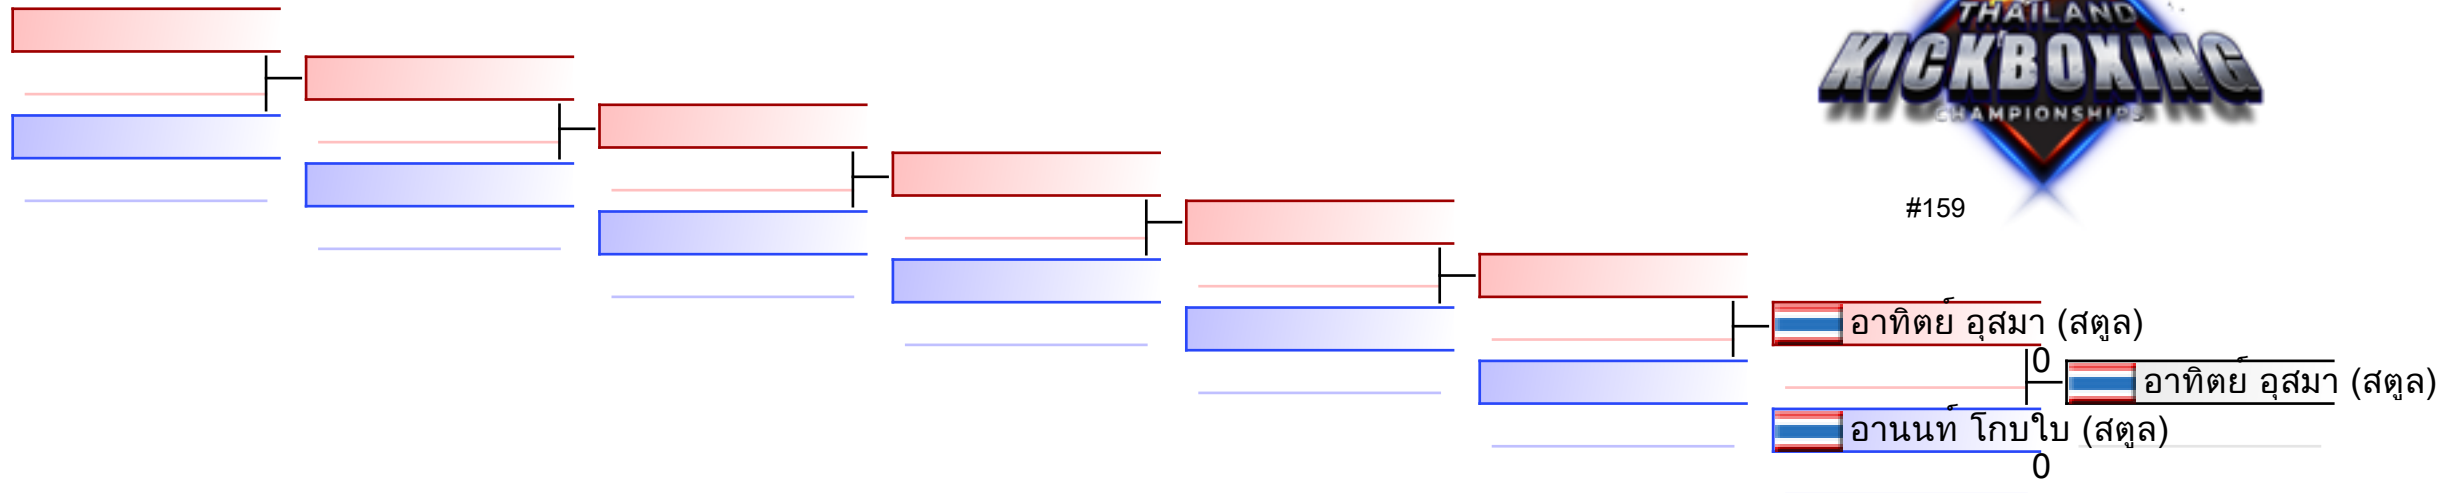 THAILAND
KICKBOXING
CHAMPIONSHIPS
#159
อาทิตย์ อุสมา (สตูล)
0
อาทิตย์ อุสมา (สตูล)
อานนท์ โกบใบ (สตูล)
0